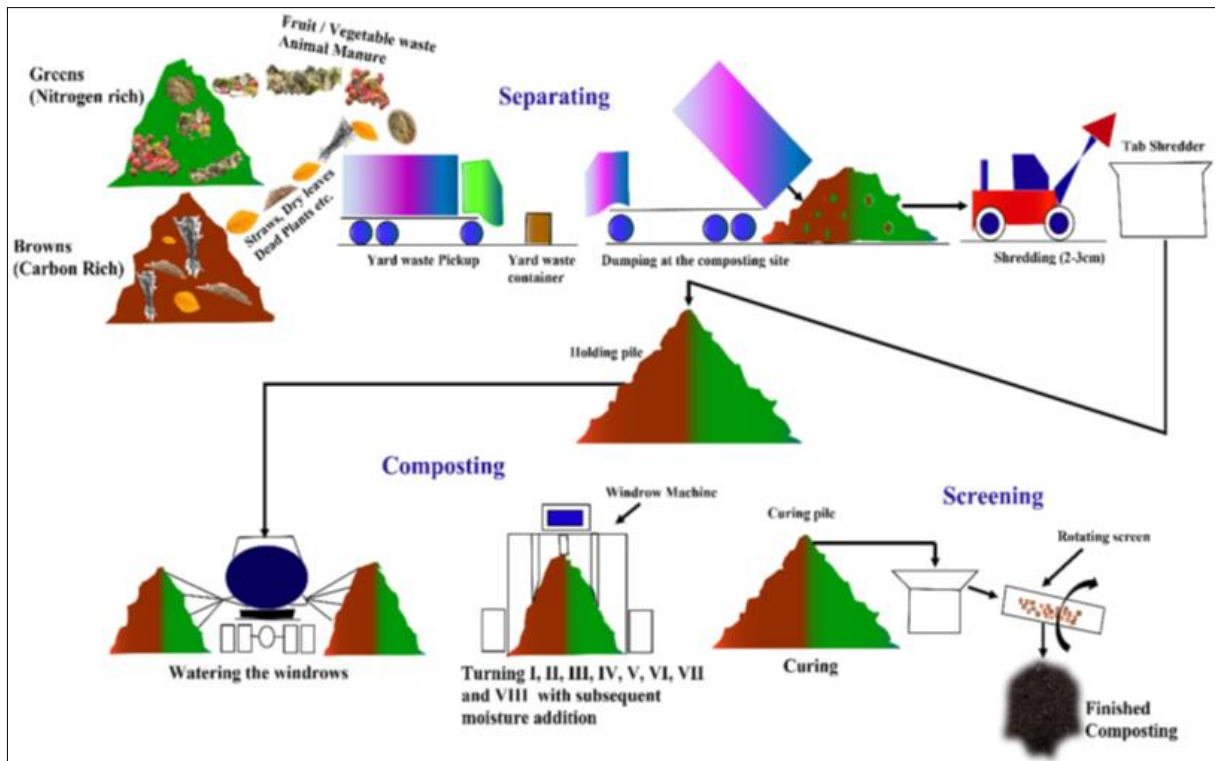 Fruit / Vegetable waste
Animal Manure
Greens
(Nitrogen rich)
Separating
Straws, Dry leaves
Dead Plants etc.
Browns
(Carbon Rich)
Yard waste Pickup
Yard waste
container
Dumping at the composting site
Shredding (2-3cm)
Tab Shredder
Holding pile
Composting
Windrow Machine
Screening
Curing pile
Rotating screen
Watering the windrows
Turning I, II, III, IV, V, VI, VII
and VIII with subsequent
moisture addition
Curing
Finished
Composting